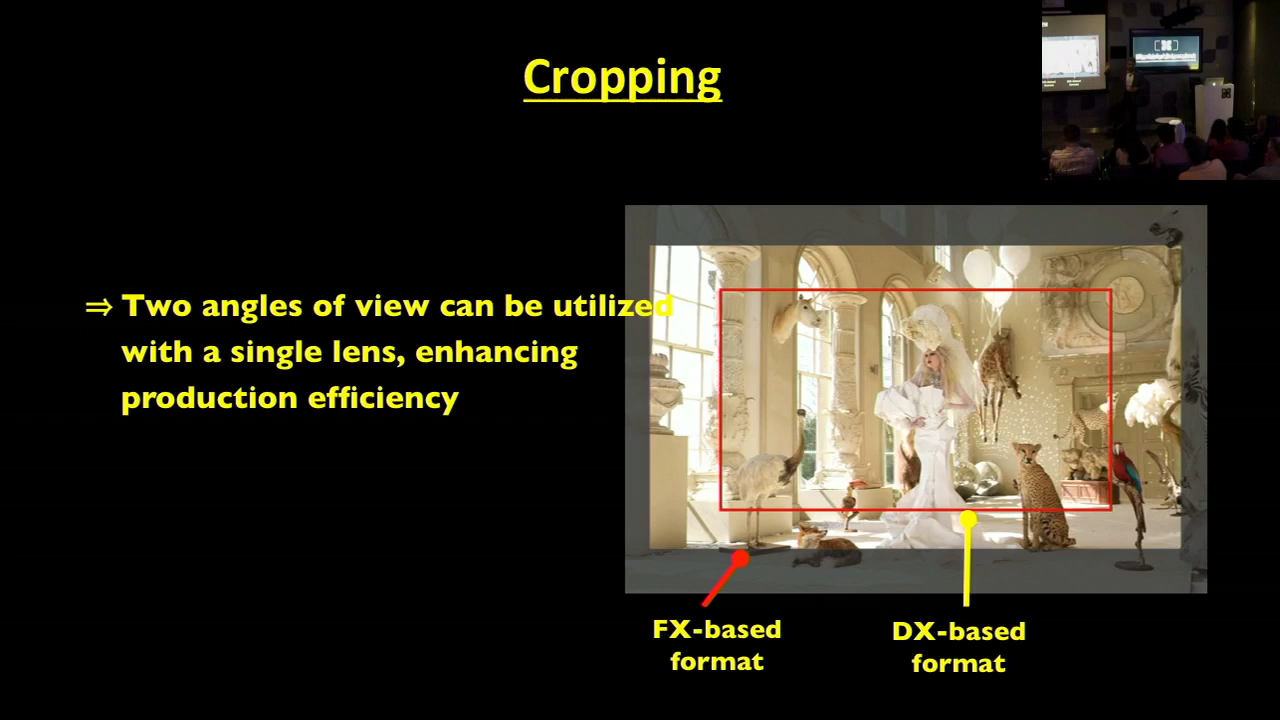 Cropping
⇒ Two angles of view can be utilized
with a single lens, enhancing
production efficiency
FX-based
format
DX-based
format